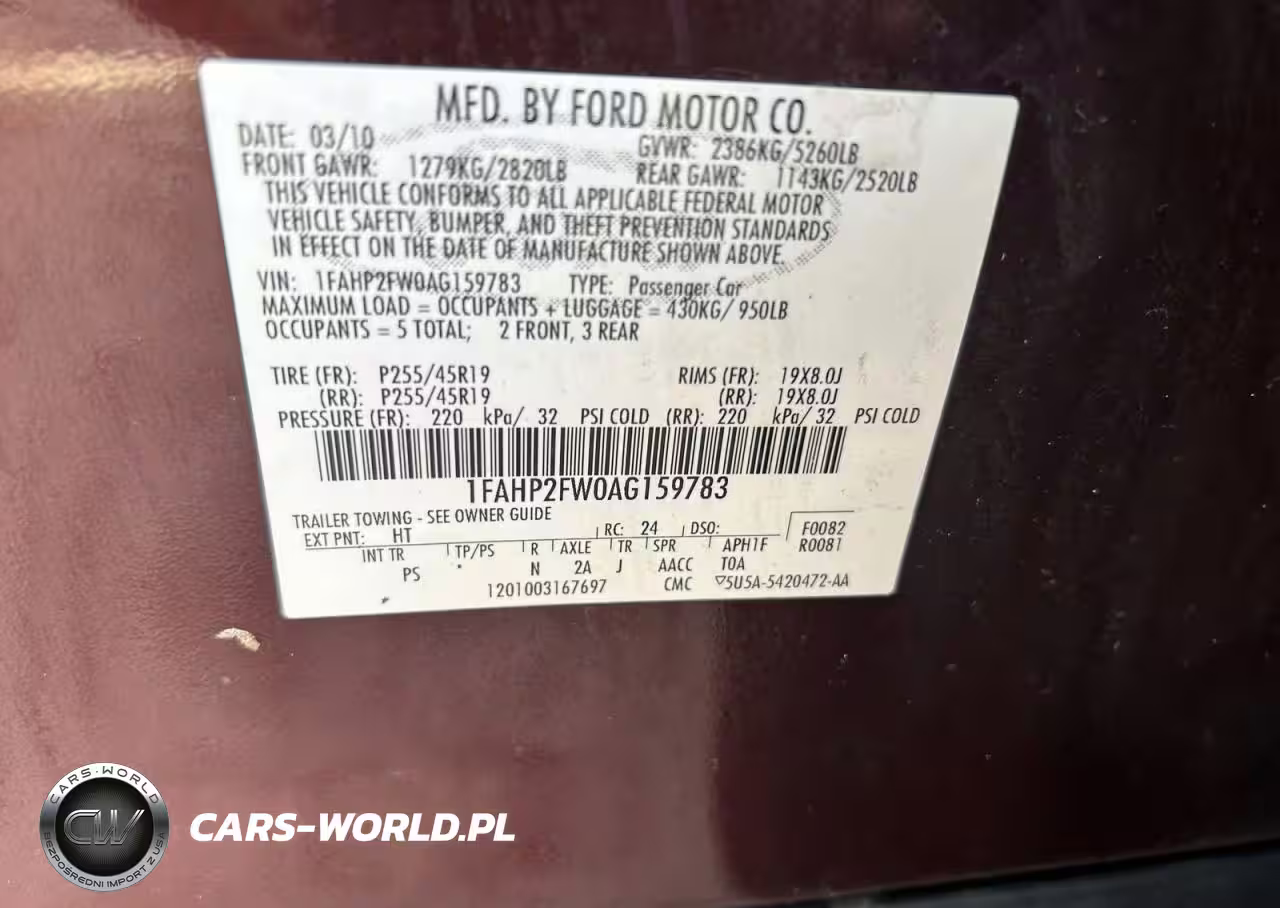 MFD. BY FORD MOTOR CO.
DATE: 03/10 GVWR: 2386KG/5260LB
FRONT GAWR: 1279KG/2820LB REAR GAWR: 1143KG/2520LB
THIS VEHICLE CONFORMS TO ALL APPLICABLE FEDERAL MOTOR
VEHICLE SAFETY, BUMPER, AND THEFT PREVENTION STANDARDS
IN EFFECT ON THE DATE OF MANUFACTURE SHOWN ABOVE.
VIN: 1FAHP2FW0AG159783 TYPE: Passenger Car
MAXIMUM LOAD = OCCUPANTS + LUGGAGE = 430KG/ 950LB
OCCUPANTS = 5 TOTAL; 2 FRONT, 3 REAR
TIRE (FR): P255/45R19 RIMS (FR): 19X8.0J
(RR): P255/45R19 (RR): 19X8.0J
PRESSURE (FR): 220 kPa/ 32 PSI COLD (RR): 220 kPa/ 32 PSI COLD
1FAHP2FW0AG159783
TRAILER TOWING - SEE OWNER GUIDE
EXT PNT: HT RC: 24 DSO: F0082
INT TR TP/PS R AXLE TR SPR APH1F R0081
PS N 2A J AACC T0A
1201003167697 CMC ▽5U5A-5420472-AA
CARS-WORLD
CW
BEZPOŚREDNI IMPORT Z USA
CARS-WORLD.PL